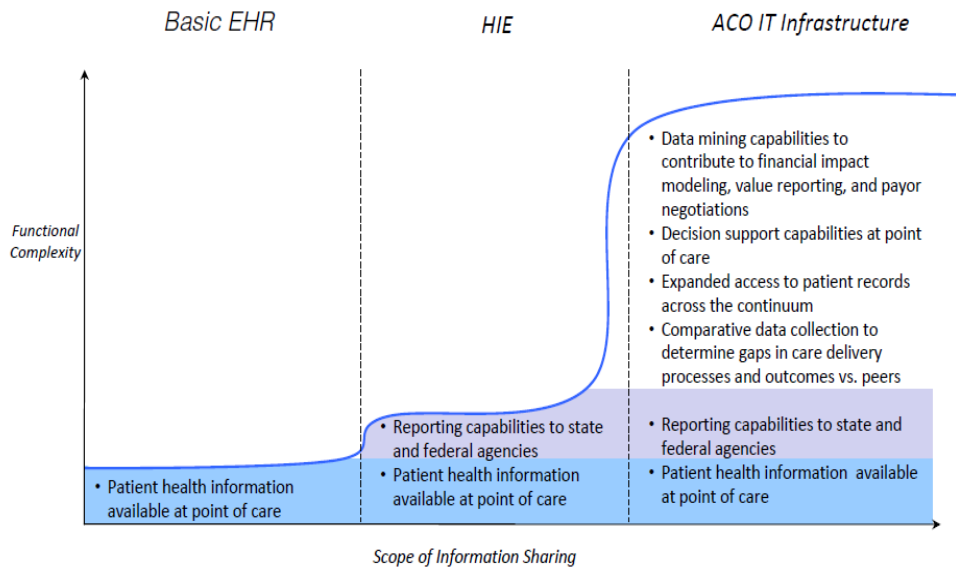 Basic EHR
HIE
ACO IT Infrastructure
Functional
Complexity
• Patient health information
available at point of care
• Reporting capabilities to state
and federal agencies
• Patient health information
available at point of care
• Data mining capabilities to
contribute to financial impact
modeling, value reporting, and payor
negotiations
• Decision support capabilities at point
of care
• Expanded access to patient records
across the continuum
• Comparative data collection to
determine gaps in care delivery
processes and outcomes vs. peers
• Reporting capabilities to state and
federal agencies
• Patient health information available
at point of care
Scope of Information Sharing